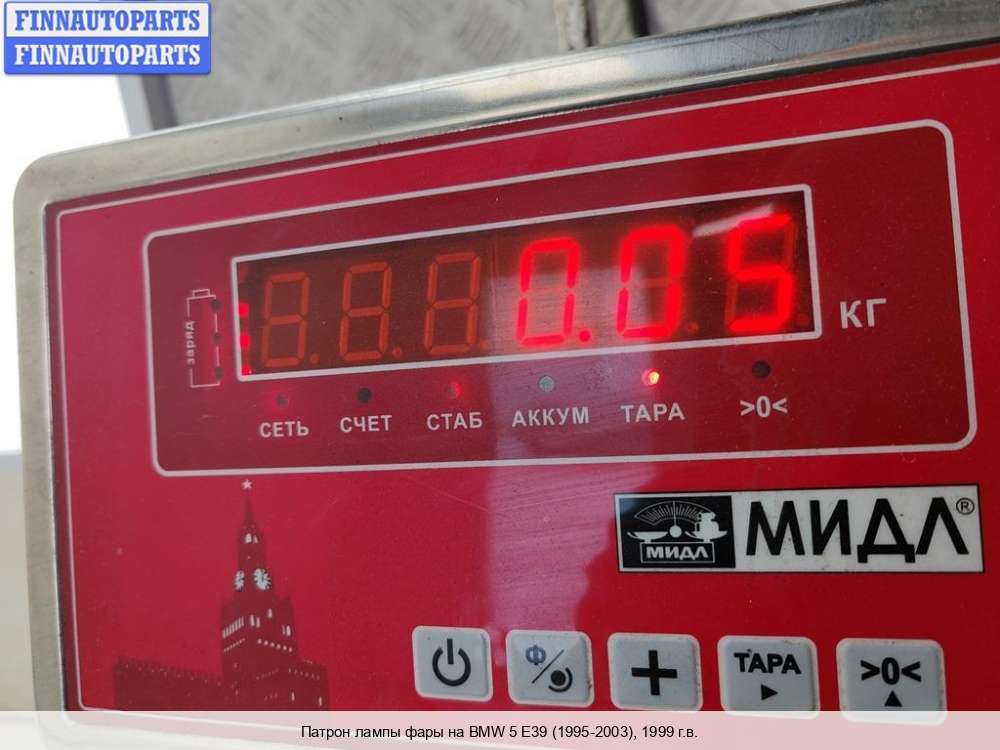 FINNAUTOPARTS
FINNAUTOPARTS
0.05
КГ
заряд
СЕТЬ СЧЕТ СТАБ АККУМ ТАРА >0<
МИДЛ
МИДЛ®
Ф
ТАРА
>0<
Патрон лампы фары на BMW 5 E39 (1995-2003), 1999 г.в.